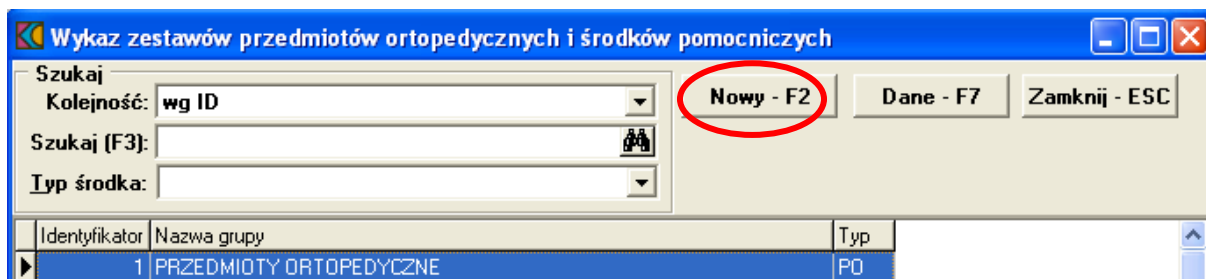 Wykaz zestawów przedmiotów ortopedycznych i środków pomocniczych
Szukaj
Kolejność: wg ID
Nowy - F2 Dane - F7 Zamknij - ESC
Szukaj (F3):
Typ środka:
Identyfikator Nazwa grupy Typ
1 PRZEDMIOTY ORTOPEDYCZNE PO